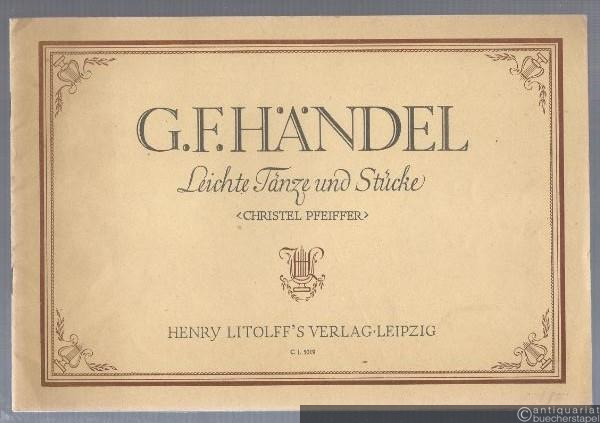 G.F. HÄNDEL
Leichte Tänze und Stücke
<CHRISTEL PFEIFFER>
HENRY LITOLFF'S VERLAG · LEIPZIG
C. L. 5019
©antiquariat
buecherstapel